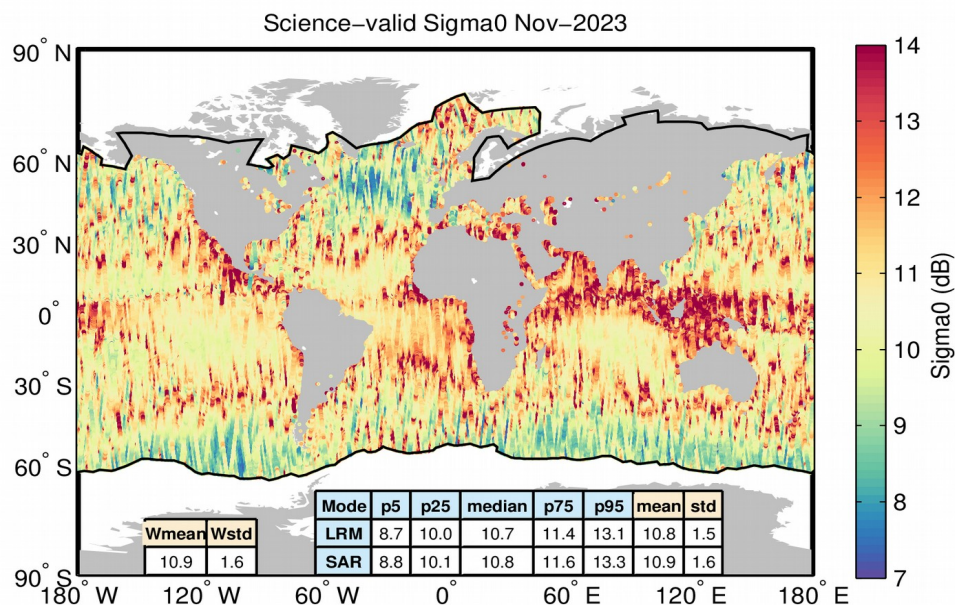 Science−valid Sigma0 Nov−2023
90° N
60° N
30° N
0°
30° S
60° S
90° S
180° W
120° W
60° W
0°
60° E
120° E
180° E
14
13
12
11
10
9
8
7
Sigma0 (dB)
Wmean Wstd
10.9 1.6
Mode p5 p25 median p75 p95 mean std
LRM 8.7 10.0 10.7 11.4 13.1 10.8 1.5
SAR 8.8 10.1 10.8 11.6 13.3 10.9 1.6